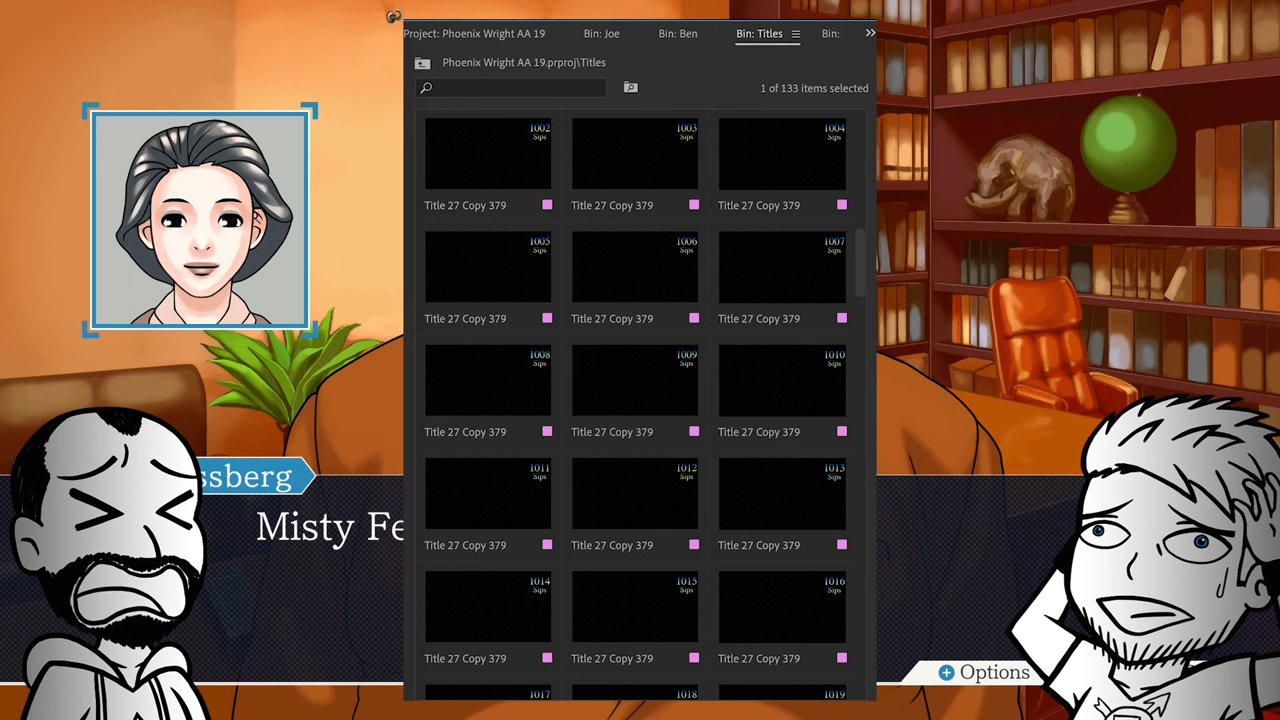 Project: Phoenix Wright AA 19 Bin: Joe Bin: Ben Bin: Titles Bin:
Phoenix Wright AA 19.prproj\Titles
1 of 133 items selected
1002 Sips 1003 Sips 1004 Sips
Title 27 Copy 379 Title 27 Copy 379 Title 27 Copy 379
1005 Sips 1006 Sips 1007 Sips
Title 27 Copy 379 Title 27 Copy 379 Title 27 Copy 379
1008 Sips 1009 Sips 1010 Sips
Title 27 Copy 379 Title 27 Copy 379 Title 27 Copy 379
1011 Sips 1012 Sips 1013 Sips
Title 27 Copy 379 Title 27 Copy 379 Title 27 Copy 379
1014 Sips 1015 Sips 1016 Sips
Title 27 Copy 379 Title 27 Copy 379 Title 27 Copy 379
1017 1018 1019
ssberg
Misty Fe
Options